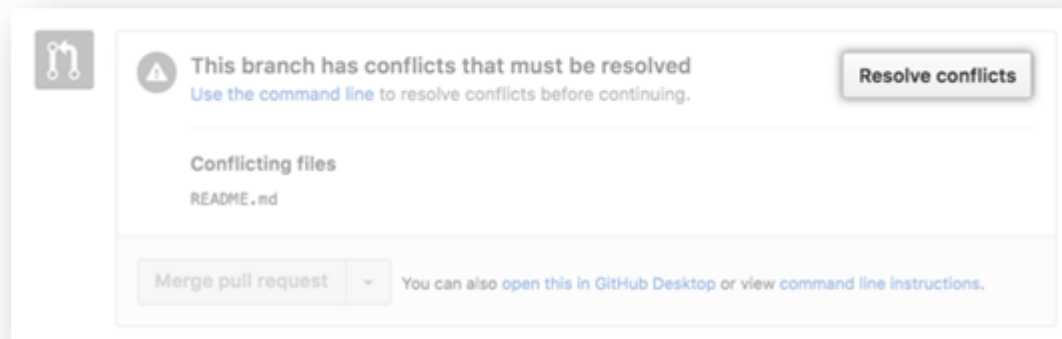 This branch has conflicts that must be resolved
Resolve conflicts
Use the command line to resolve conflicts before continuing.
Conflicting files
README.md
Merge pull request
You can also open this in GitHub Desktop or view command line instructions.